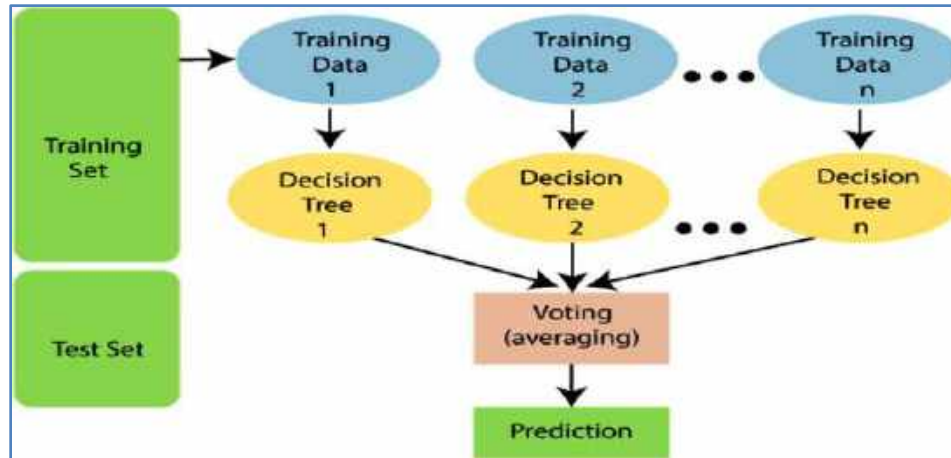 Training
Set
Training
Data
1
Training
Data
2
Training
Data
n
Decision
Tree
1
Decision
Tree
2
Decision
Tree
n
Test Set
Voting
(averaging)
Prediction